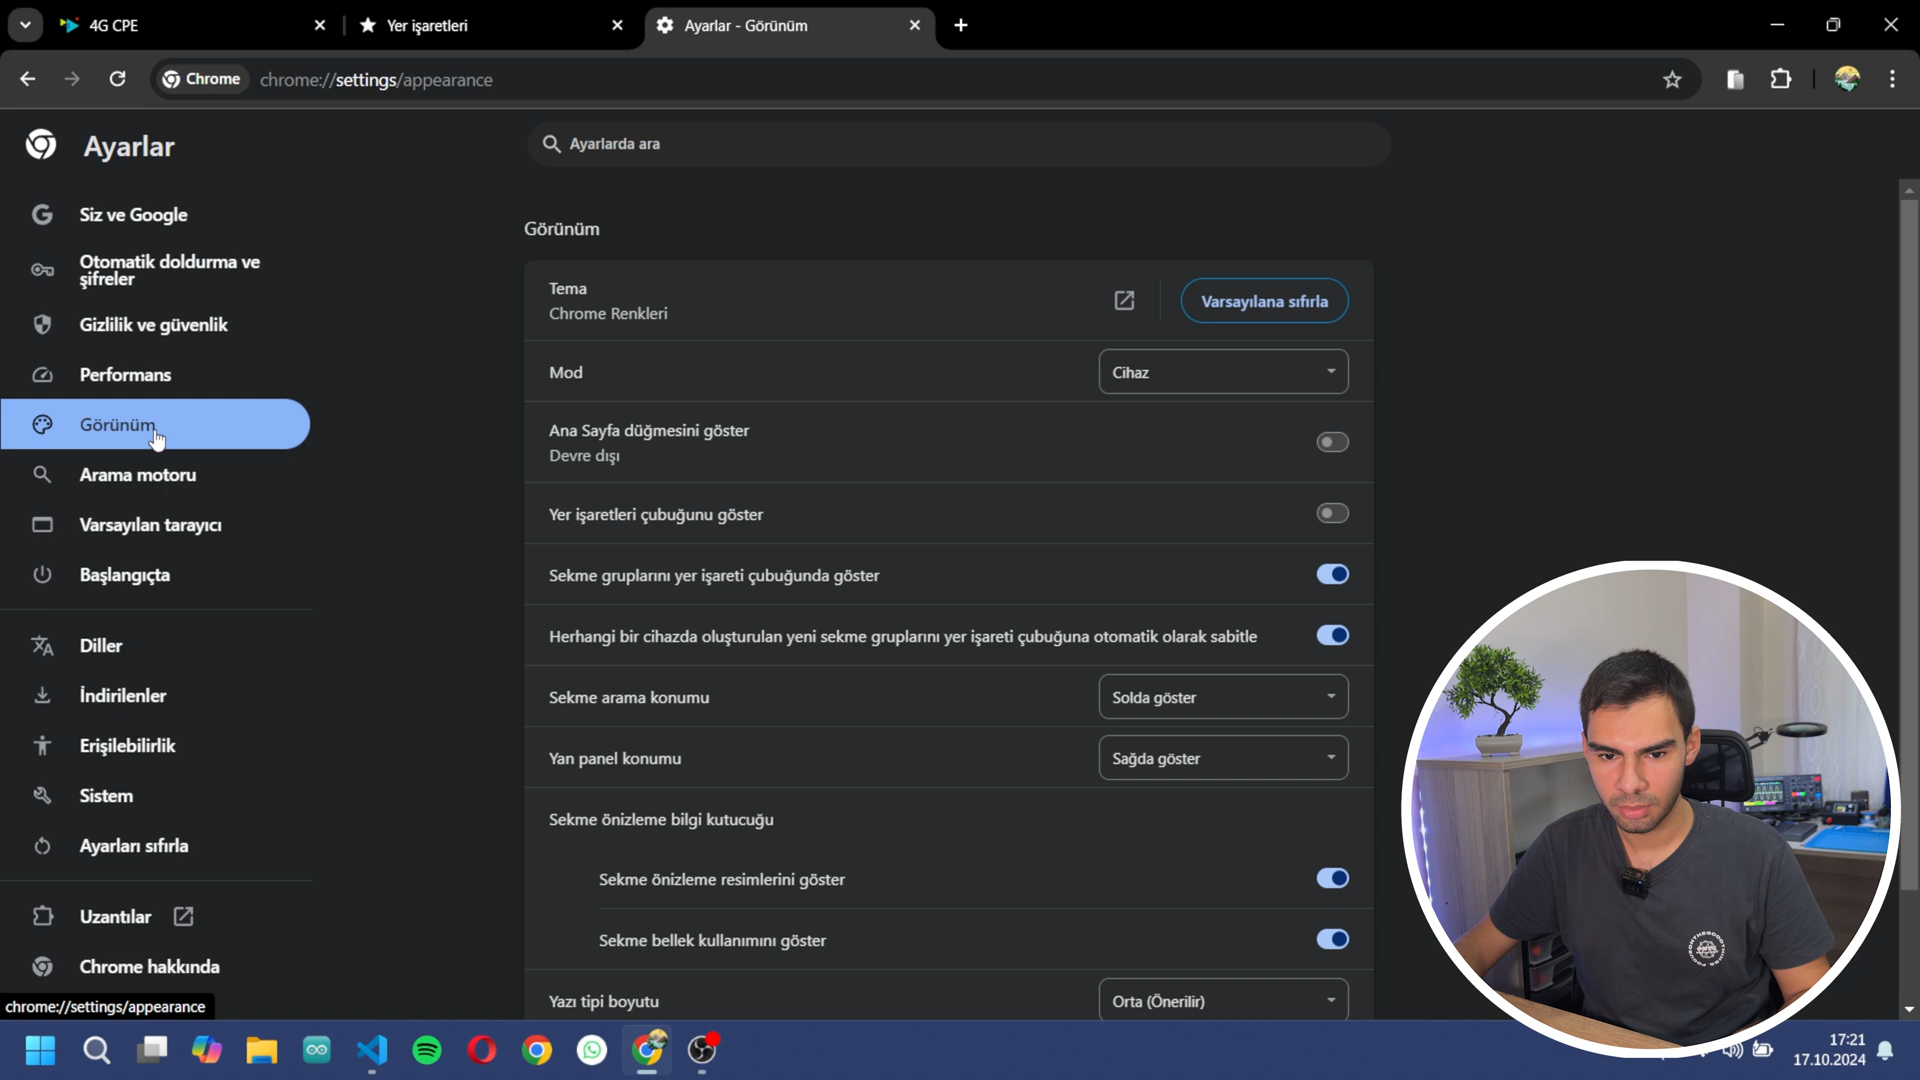 4G CPE
Yer işaretleri
Ayarlar - Görünüm
Chrome
chrome://settings/appearance
Ayarlar
Ayarlarda ara
Siz ve Google
Otomatik doldurma ve
şifreler
Gizlilik ve güvenlik
Performans
Görünüm
Arama motoru
Varsayılan tarayıcı
Başlangıçta
Diller
İndirilenler
Erişilebilirlik
Sistem
Ayarları sıfırla
Uzantılar
Chrome hakkında
chrome://settings/appearance
Görünüm
Tema
Chrome Renkleri
Varsayılana sıfırla
Mod
Cihaz
Ana Sayfa düğmesini göster
Devre dışı
Yer işaretleri çubuğunu göster
Sekme gruplarını yer işareti çubuğunda göster
Herhangi bir cihazda oluşturulan yeni sekme gruplarını yer işareti çubuğuna otomatik olarak sabitle
Sekme arama konumu
Solda göster
Yan panel konumu
Sağda göster
Sekme önizleme bilgi kutucuğu
Sekme önizleme resimlerini göster
Sekme bellek kullanımını göster
Yazı tipi boyutu
Orta (Önerilir)
17:21
17.10.2024